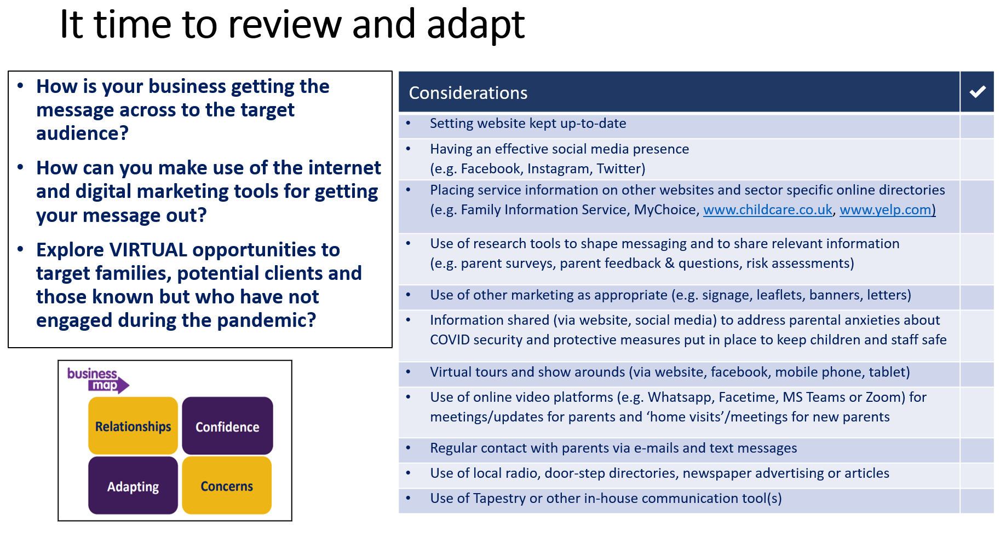 It time to review and adapt
• How is your business getting the
message across to the target
audience?
• How can you make use of the internet
and digital marketing tools for getting
your message out?
• Explore VIRTUAL opportunities to
target families, potential clients and
those known but who have not
engaged during the pandemic?
business
map
Relationships
Confidence
Adapting
Concerns
Considerations ✓
• Setting website kept up-to-date
• Having an effective social media presence
(e.g. Facebook, Instagram, Twitter)
• Placing service information on other websites and sector specific online directories
(e.g. Family Information Service, MyChoice, www.childcare.co.uk, www.yelp.com)
• Use of research tools to shape messaging and to share relevant information
(e.g. parent surveys, parent feedback & questions, risk assessments)
• Use of other marketing as appropriate (e.g. signage, leaflets, banners, letters)
• Information shared (via website, social media) to address parental anxieties about
COVID security and protective measures put in place to keep children and staff safe
• Virtual tours and show arounds (via website, facebook, mobile phone, tablet)
• Use of online video platforms (e.g. Whatsapp, Facetime, MS Teams or Zoom) for
meetings/updates for parents and ‘home visits’/meetings for new parents
• Regular contact with parents via e-mails and text messages
• Use of local radio, door-step directories, newspaper advertising or articles
• Use of Tapestry or other in-house communication tool(s)